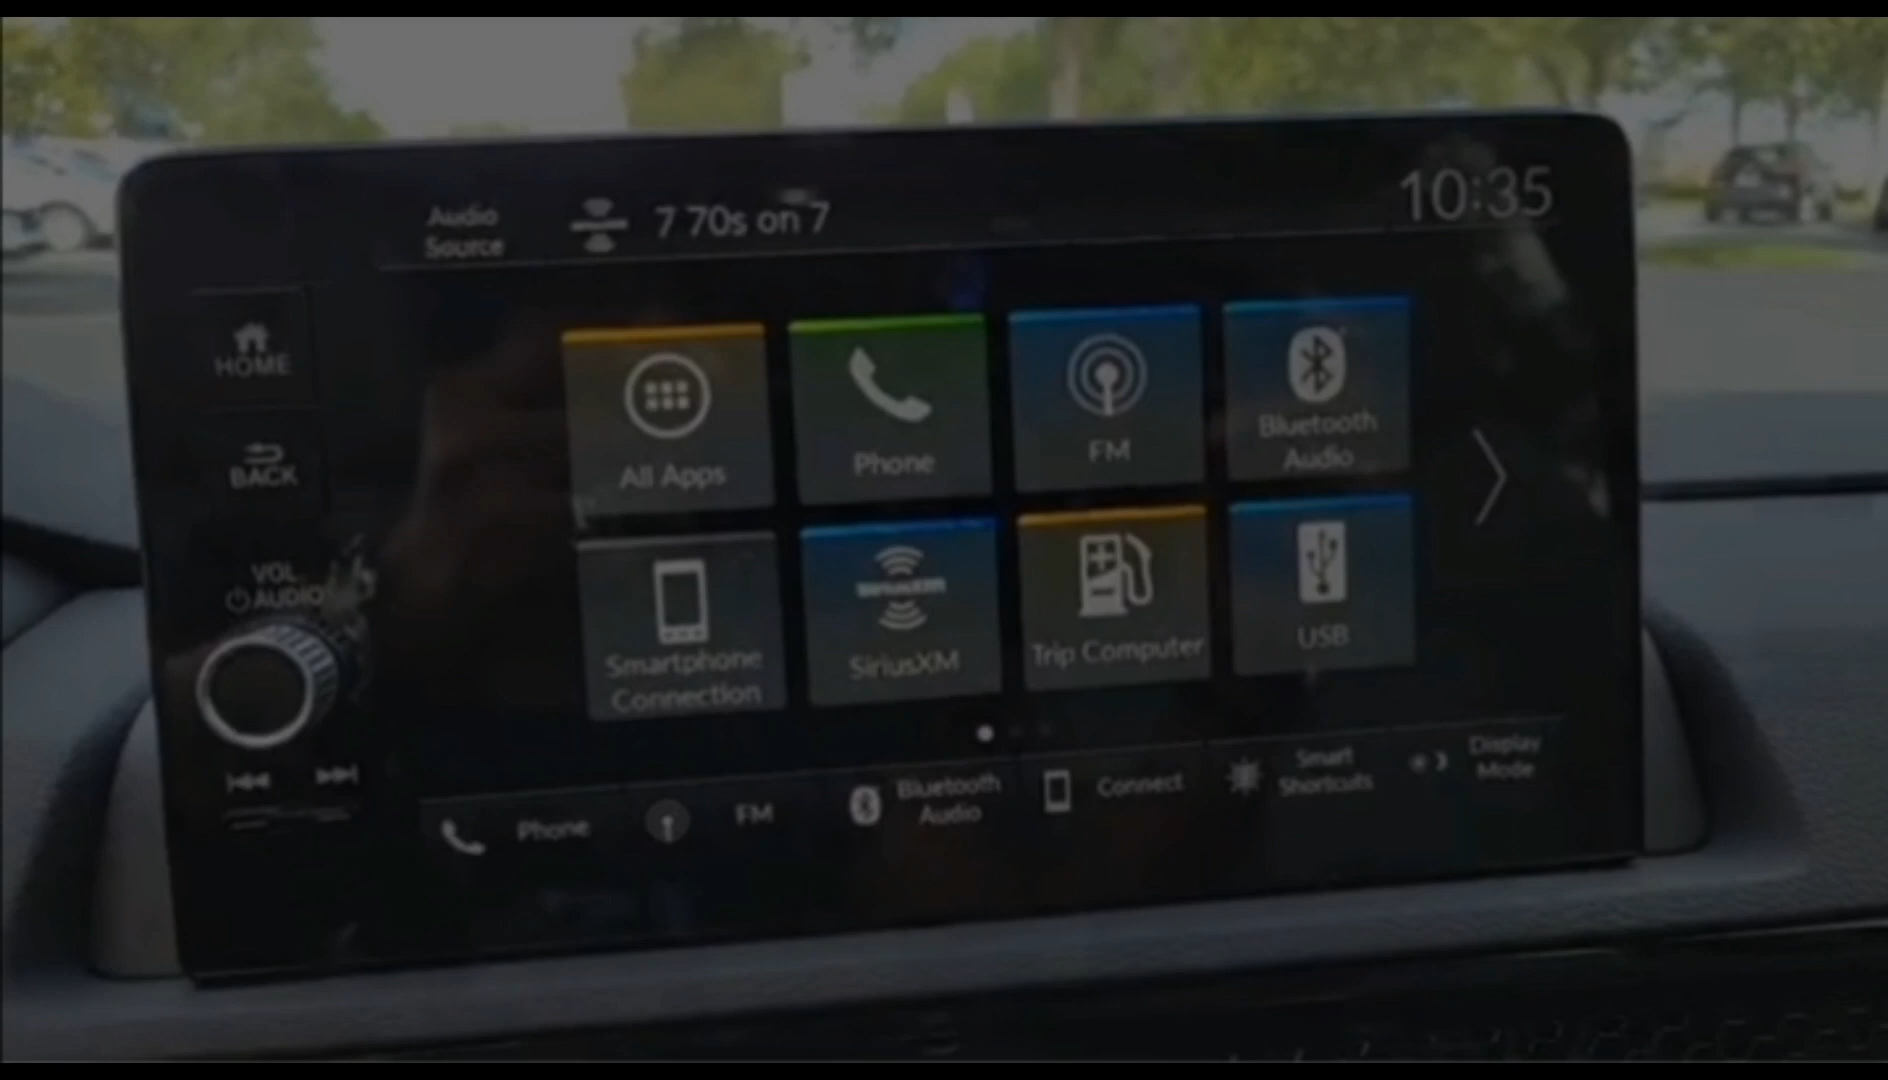 Audio
Source
7 70s on 7
10:35
HOME
BACK
VOL
AUDIO
All Apps
Phone
FM
Bluetooth
Audio
Smartphone
Connection
SiriusXM
SiriusXM
Trip Computer
USB
Phone
FM
Bluetooth
Audio
Connect
Smart
Shortcuts
Display
Mode